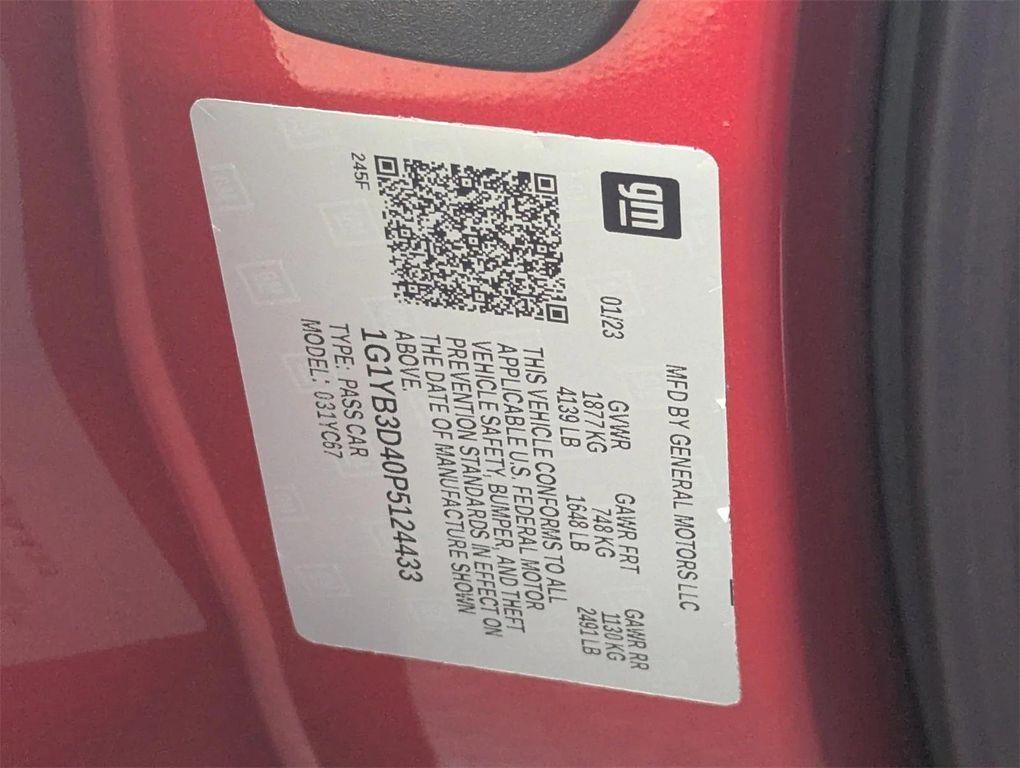 gm
MFD BY GENERAL MOTORS LLC
01/23
GVWR GAWR FRT GAWR RR
1877 KG 748 KG 1130 KG
4139 LB 1648 LB 2491 LB
THIS VEHICLE CONFORMS TO ALL
APPLICABLE U.S. FEDERAL MOTOR
VEHICLE SAFETY, BUMPER, AND THEFT
PREVENTION STANDARDS IN EFFECT ON
THE DATE OF MANUFACTURE SHOWN
ABOVE.
1G1YB3D40P5124433
TYPE: PASS CAR
MODEL: 031YC67
245F